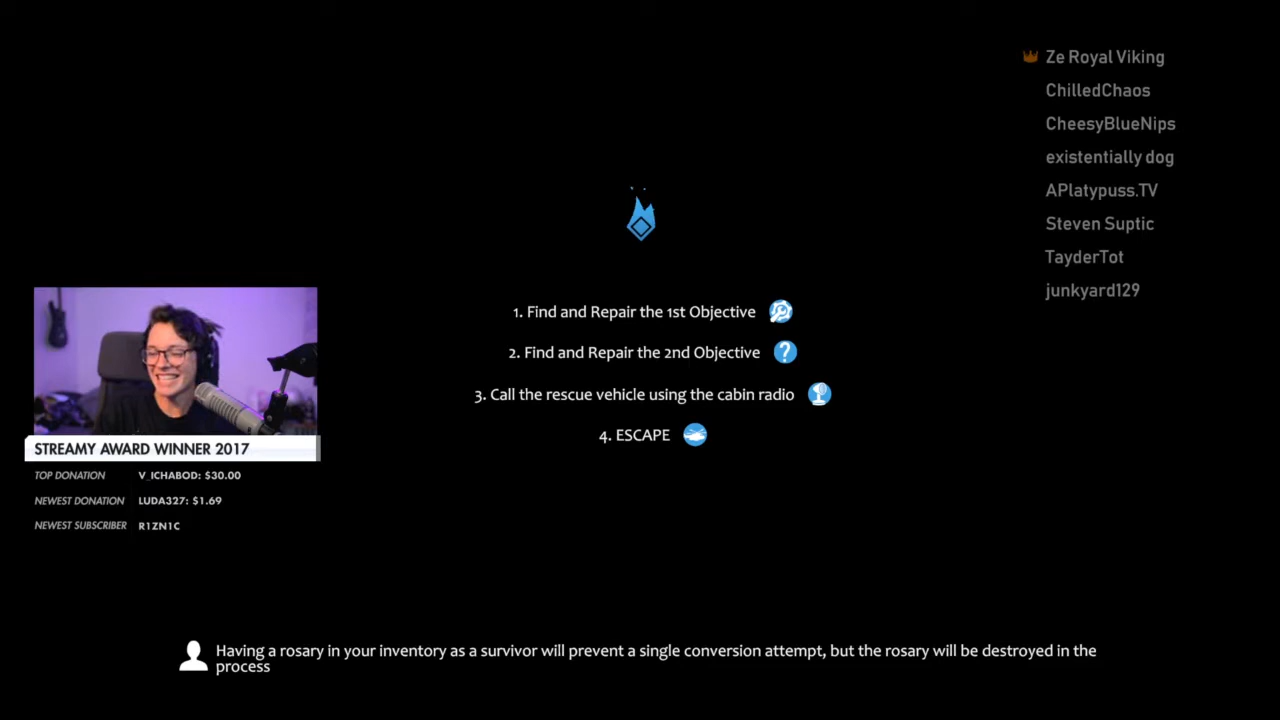 Ze Royal Viking
ChilledChaos
CheesyBlueNips
existentially dog
APlatypuss.TV
Steven Suptic
TayderTot
junkyard129
1. Find and Repair the 1st Objective
2. Find and Repair the 2nd Objective
?
3. Call the rescue vehicle using the cabin radio
4. ESCAPE
STREAMY AWARD WINNER 2017
TOP DONATION V_ICHABOD: $30.00
NEWEST DONATION LUDA327: $1.69
NEWEST SUBSCRIBER R1ZN1C
Having a rosary in your inventory as a survivor will prevent a single conversion attempt, but the rosary will be destroyed in the
process